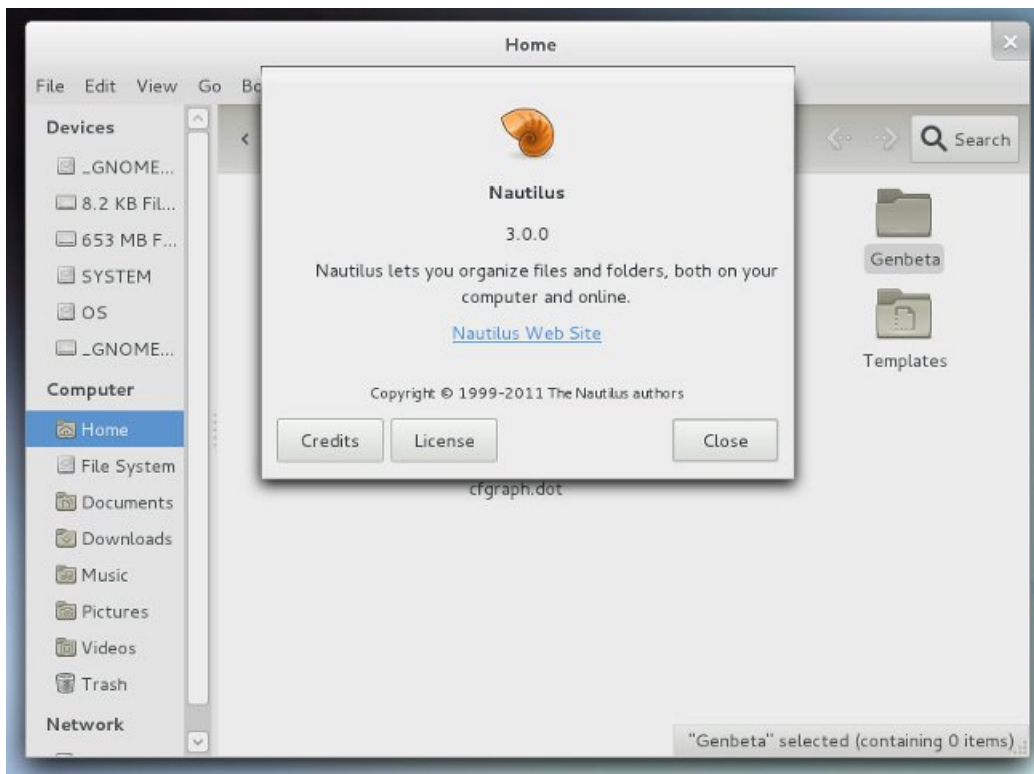 Home
File Edit View Go
Devices
_GNOME...
8.2 KB Fil...
653 MB F...
SYSTEM
OS
_GNOME...
Computer
Home
File System
Documents
Downloads
Music
Pictures
Videos
Trash
Network
Search
Nautilus
3.0.0
Nautilus lets you organize files and folders, both on your
computer and online.
Nautilus Web Site
Copyright © 1999-2011 The Nautilus authors
Credits License Close
Genbeta
Templates
cfgraph.dot
"Genbeta" selected (containing 0 items)